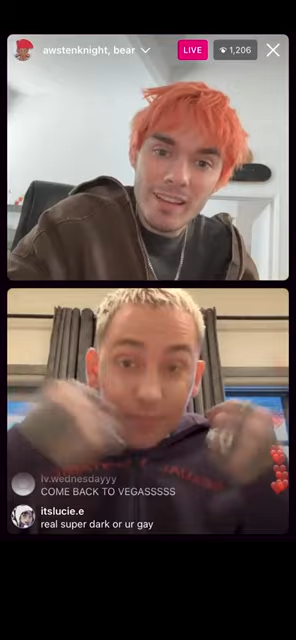 awstenknight, bear
LIVE
1,206
lv.wednesdayyy
COME BACK TO VEGASSSSS
itslucie.e
real super dark or ur gay